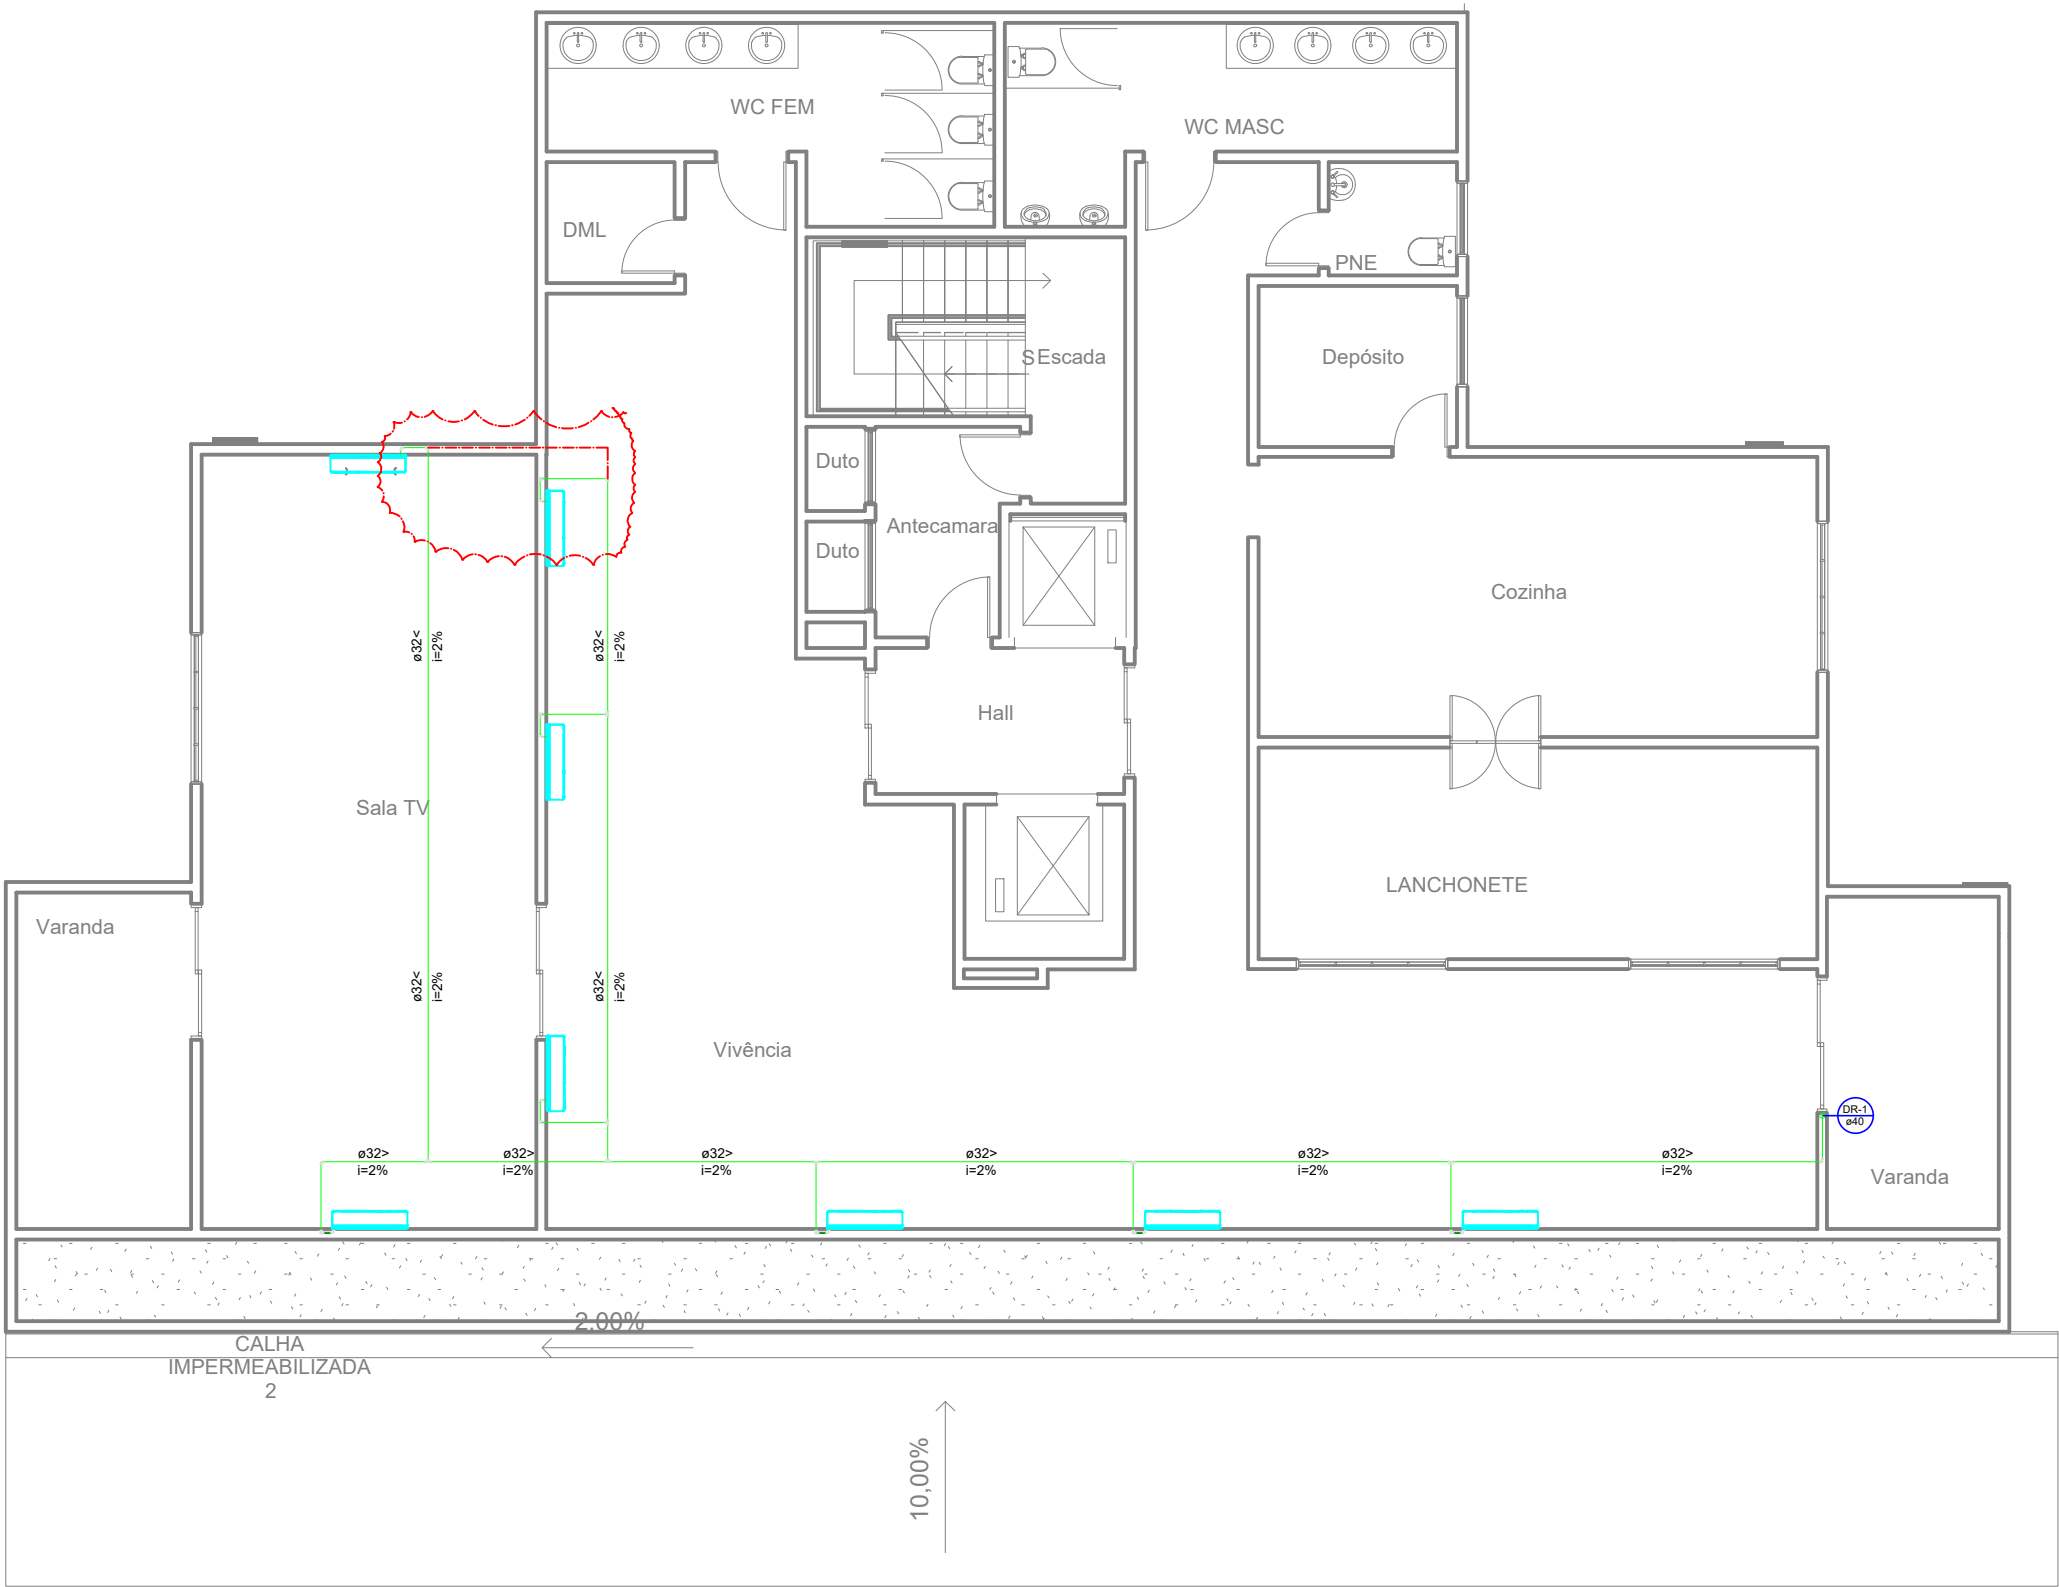 WC FEM
WC MASC
DML
PNE
SEscada
Depósito
Duto
Antecamara
Duto
Cozinha
ø32<
i=2%
ø32<
i=2%
Hall
Sala TV
LANCHONETE
Varanda
ø32<
i=2%
ø32<
i=2%
Vivência
DR-1
ø40
ø32>
i=2%
ø32>
i=2%
ø32>
i=2%
ø32>
i=2%
ø32>
i=2%
ø32>
i=2%
Varanda
2.00%
CALHA
IMPERMEABILIZADA
2
10,00%